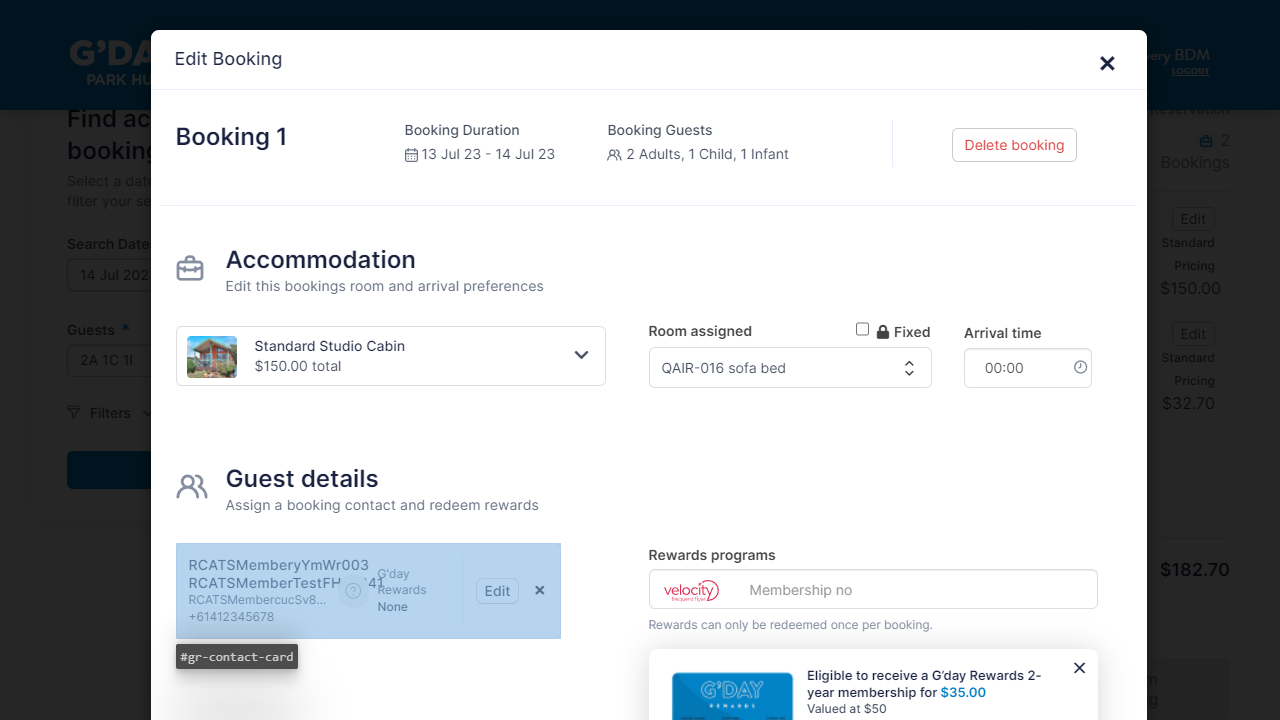 G'DA
PARK HU
Edit Booking
very BDM
LOGOUT
Find ac
booking
Select a date
filter your se
Search Date
14 Jul 202
Guests *
2A 1C 1I
Filters
Booking 1
Booking Duration
13 Jul 23 - 14 Jul 23
Booking Guests
2 Adults, 1 Child, 1 Infant
Delete booking
Reservation
2
Bookings
Edit
Standard
Pricing
$150.00
Edit
Standard
Pricing
$32.70
$182.70
Accommodation
Edit this bookings room and arrival preferences
Standard Studio Cabin
$150.00 total
Room assigned
Fixed
QAIR-016 sofa bed
Arrival time
00:00
Guest details
Assign a booking contact and redeem rewards
RCATSMemberyYmWr003
RCATSMemberTestFH
RCATSMembercucSv8...
+61412345678
G'day
Rewards
None
Edit
#gr-contact-card
Rewards programs
velocity
frequent flyer
Membership no
Rewards can only be redeemed once per booking.
G'DAY
REWARDS
Eligible to receive a G'day Rewards 2-
year membership for $35.00
Valued at $50